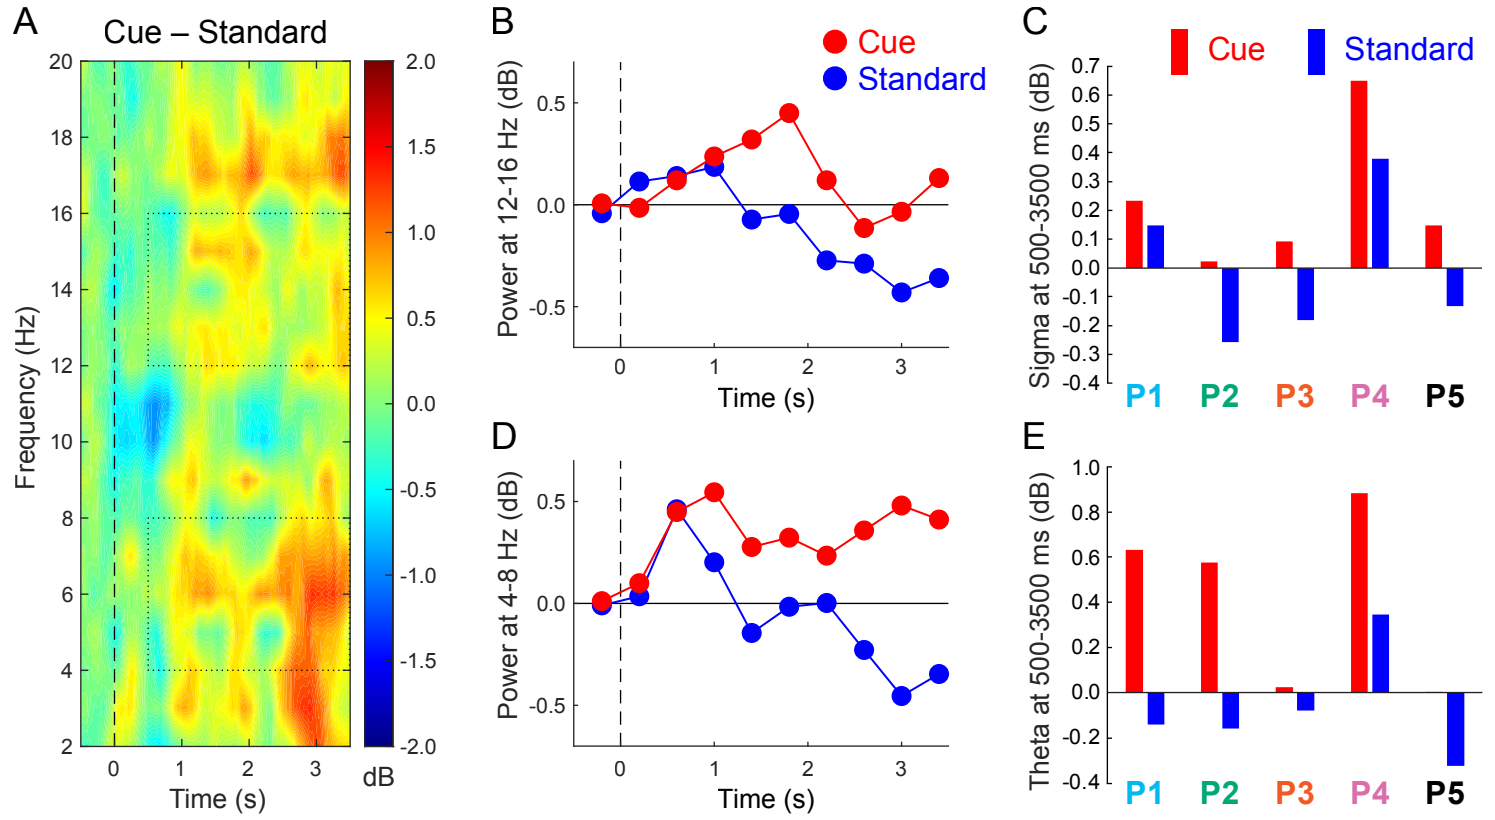 A
Cue – Standard
Frequency (Hz)
20
18
16
14
12
10
8
6
4
2
0
1
2
3
Time (s)
2.0
1.5
1.0
0.5
0.0
-0.5
-1.0
-1.5
-2.0
dB
B
Cue
Standard
Power at 12-16 Hz (dB)
0.5
0.0
-0.5
0
1
2
3
Time (s)
C
Cue
Standard
Sigma at 500-3500 ms (dB)
0.7
0.6
0.5
0.4
0.3
0.2
0.1
0.0
-0.1
-0.2
-0.3
-0.4
P1
P2
P3
P4
P5
D
Power at 4-8 Hz (dB)
0.5
0.0
-0.5
0
1
2
3
Time (s)
E
Theta at 500-3500 ms (dB)
1.0
0.8
0.6
0.4
0.2
0.0
-0.2
-0.4
P1
P2
P3
P4
P5